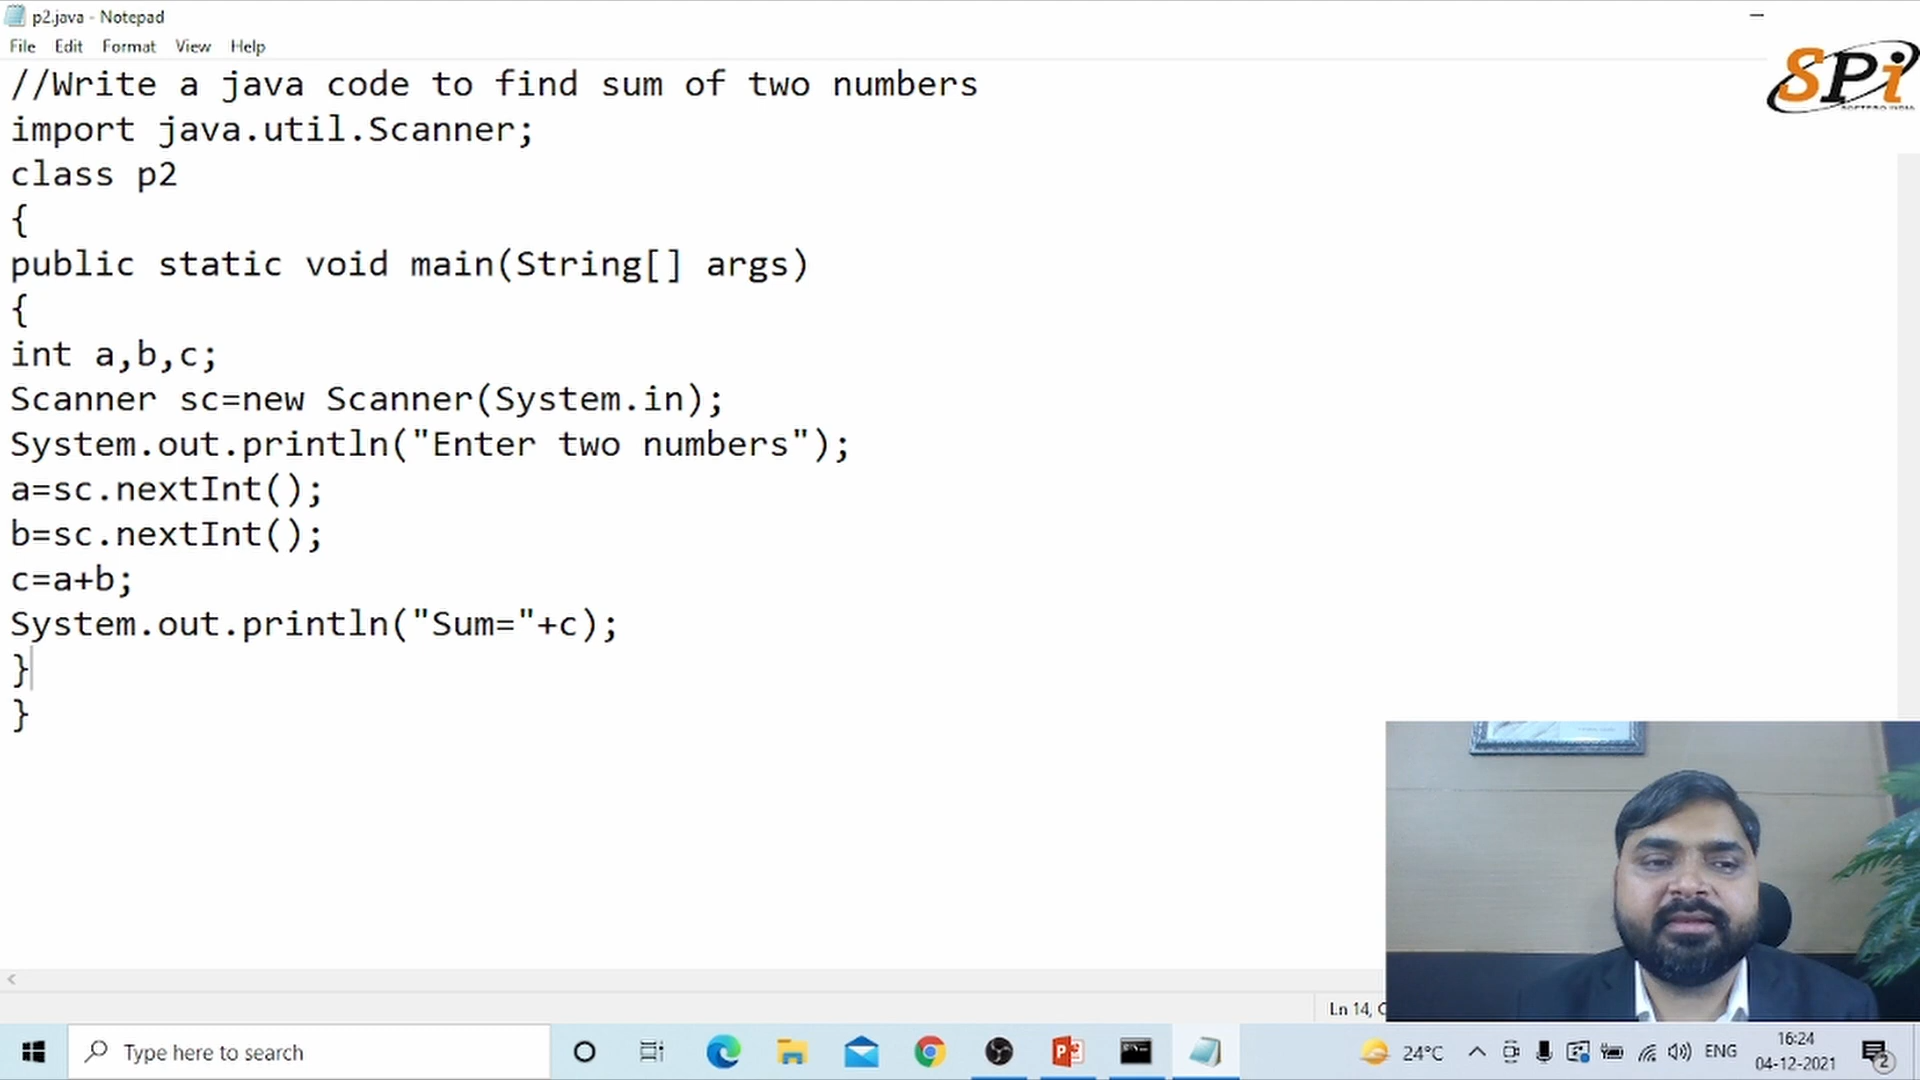 p2.java - Notepad
File Edit Format View Help
//Write a java code to find sum of two numbers
import java.util.Scanner;
class p2
{
public static void main(String[] args)
{
int a,b,c;
Scanner sc=new Scanner(System.in);
System.out.println("Enter two numbers");
a=sc.nextInt();
b=sc.nextInt();
c=a+b;
System.out.println("Sum="+c);
}
}
SPi
SOFTPRO INDIA
Ln 14, C
Type here to search
24°C
ENG
16:24
04-12-2021
2